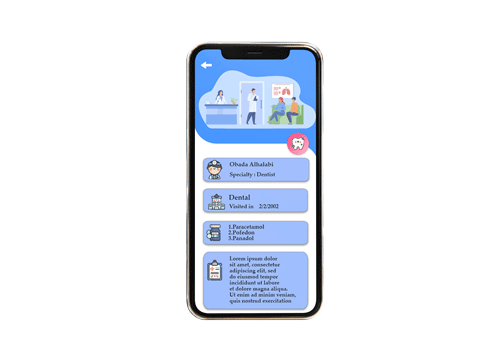 Obada Alhalabi
Specialty : Dentist
Dental
Visited in 2/2/2002
1.Paracetamol
2.Pofedon
3.Panadol
Lorem ipsum dolor
sit amet, consectetur
adipiscing elit, sed
do eiusmod tempor
incididunt ut labore
et dolore magna aliqua.
Ut enim ad minim veniam,
quis nostrud exercitation